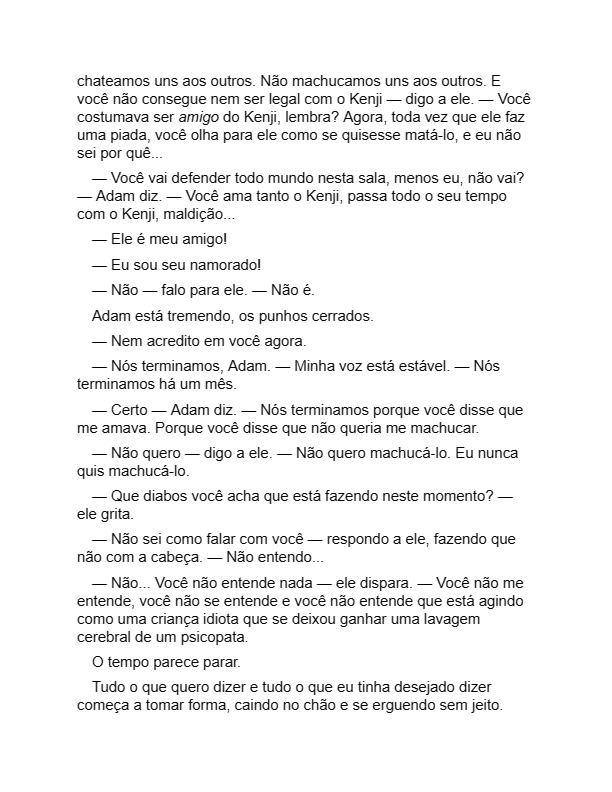 chateamos uns aos outros. Não machucamos uns aos outros. E
você não consegue nem ser legal com o Kenji — digo a ele. — Você
costumava ser amigo do Kenji, lembra? Agora, toda vez que ele faz
uma piada, você olha para ele como se quisesse matá-lo, e eu não
sei por quê...
— Você vai defender todo mundo nesta sala, menos eu, não vai?
— Adam diz. — Você ama tanto o Kenji, passa todo o seu tempo
com o Kenji, maldição...
— Ele é meu amigo!
— Eu sou seu namorado!
— Não — falo para ele. — Não é.
Adam está tremendo, os punhos cerrados.
— Nem acredito em você agora.
— Nós terminamos, Adam. — Minha voz está estável. — Nós
terminamos há um mês.
— Certo — Adam diz. — Nós terminamos porque você disse que
me amava. Porque você disse que não queria me machucar.
— Não quero — digo a ele. — Não quero machucá-lo. Eu nunca
quis machucá-lo.
— Que diabos você acha que está fazendo neste momento? —
ele grita.
— Não sei como falar com você — respondo a ele, fazendo que
não com a cabeça. — Não entendo...
— Não... Você não entende nada — ele dispara. — Você não me
entende, você não se entende e você não entende que está agindo
como uma criança idiota que se deixou ganhar uma lavagem
cerebral de um psicopata.
O tempo parece parar.
Tudo o que quero dizer e tudo o que eu tinha desejado dizer
começa a tomar forma, caindo no chão e se erguendo sem jeito.